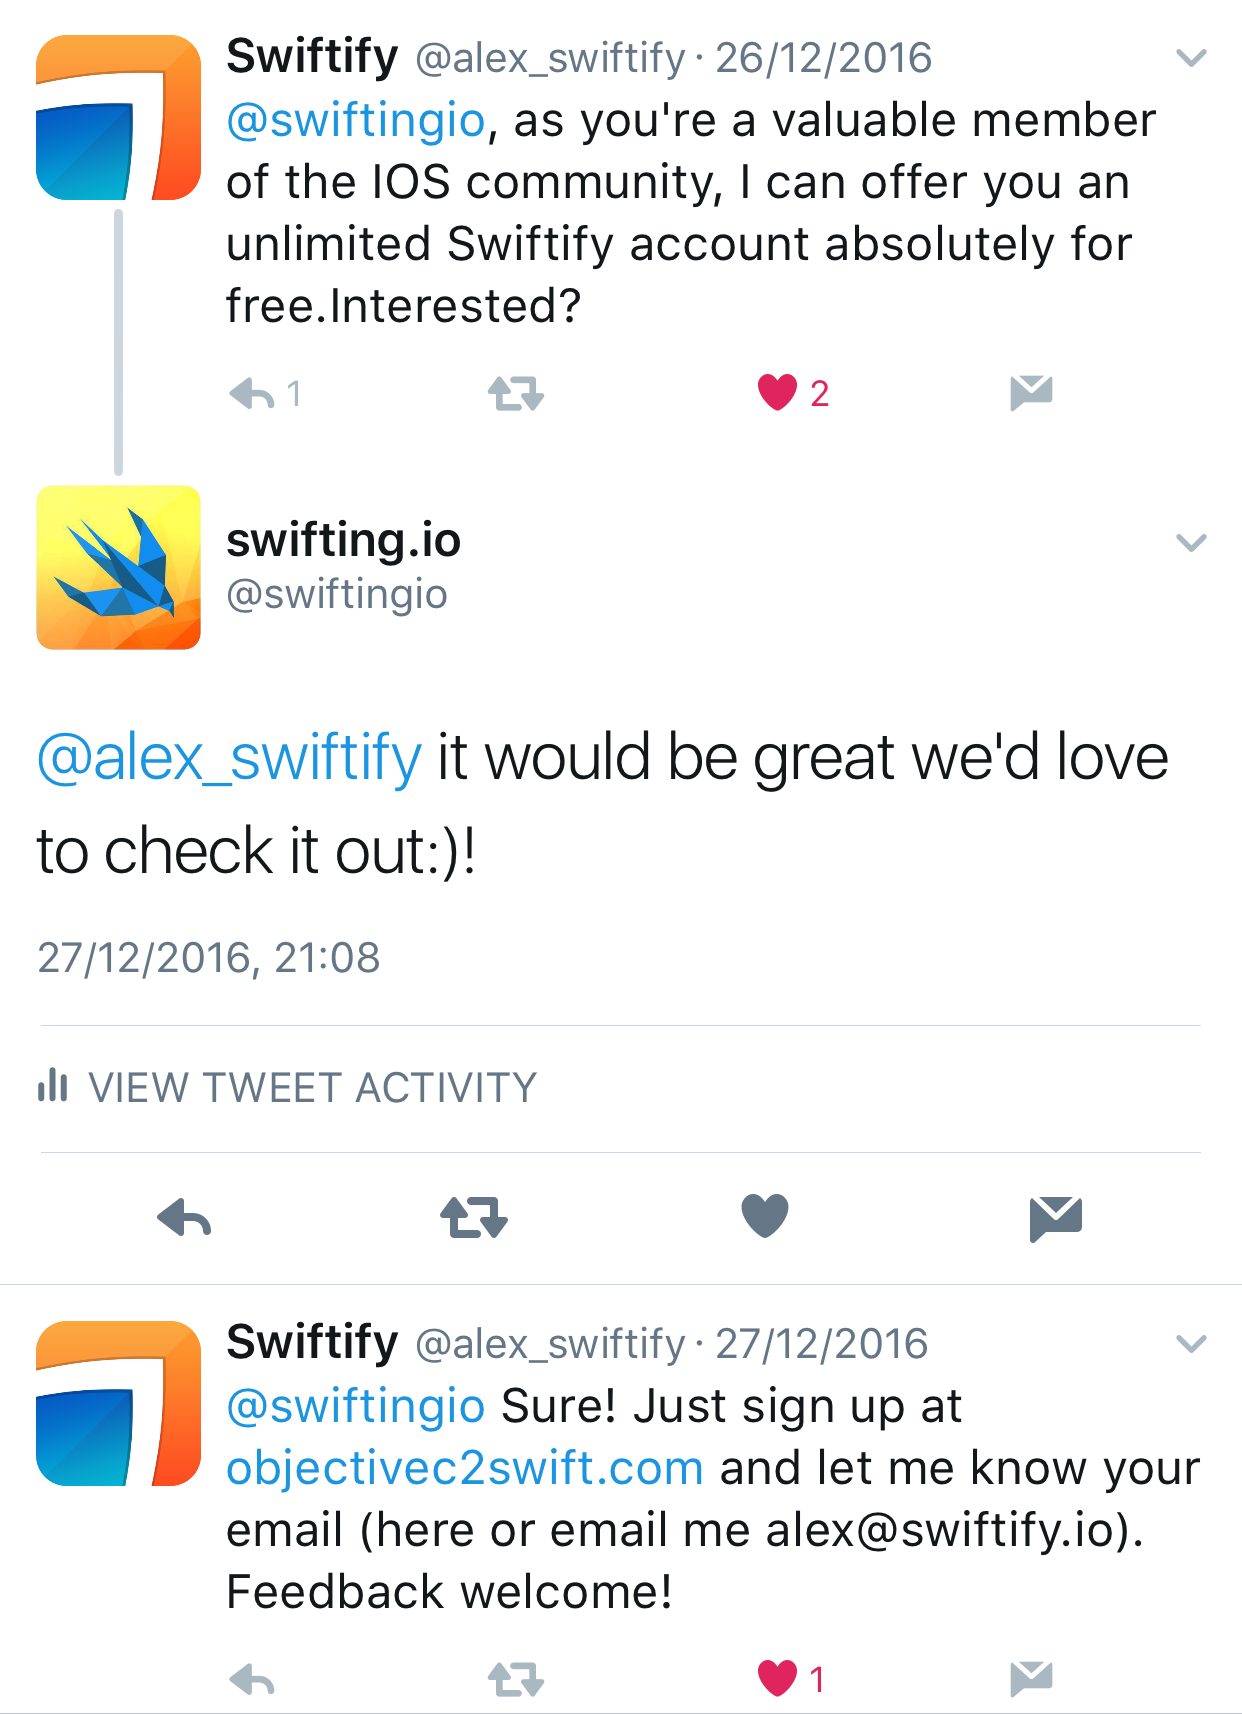 Swiftify @alex_swiftify · 26/12/2016
@swiftingio, as you're a valuable member
of the IOS community, I can offer you an
unlimited Swiftify account absolutely for
free.Interested?
1
2
swifting.io
@swiftingio
@alex_swiftify it would be great we'd love
to check it out:)!
27/12/2016, 21:08
VIEW TWEET ACTIVITY
Swiftify @alex_swiftify · 27/12/2016
@swiftingio Sure! Just sign up at
objectivec2swift.com and let me know your
email (here or email me alex@swiftify.io).
Feedback welcome!
1